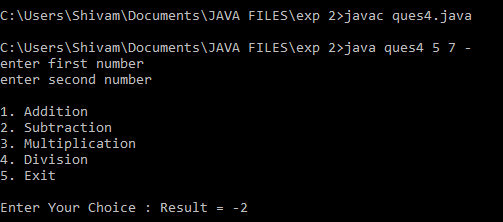 C:\Users\Shivam\Documents\JAVA FILES\exp 2>javac ques4.java
C:\Users\Shivam\Documents\JAVA FILES\exp 2>java ques4 5 7 -
enter first number
enter second number
1. Addition
2. Subtraction
3. Multiplication
4. Division
5. Exit
Enter Your Choice : Result = -2